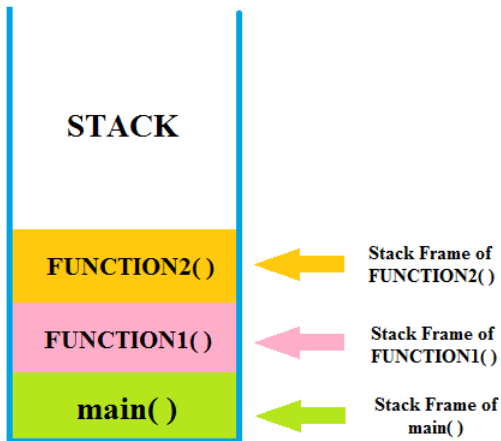 STACK
FUNCTION2( )
Stack Frame of
FUNCTION2( )
FUNCTION1( )
Stack Frame of
FUNCTION1( )
main( )
Stack Frame of
main( )